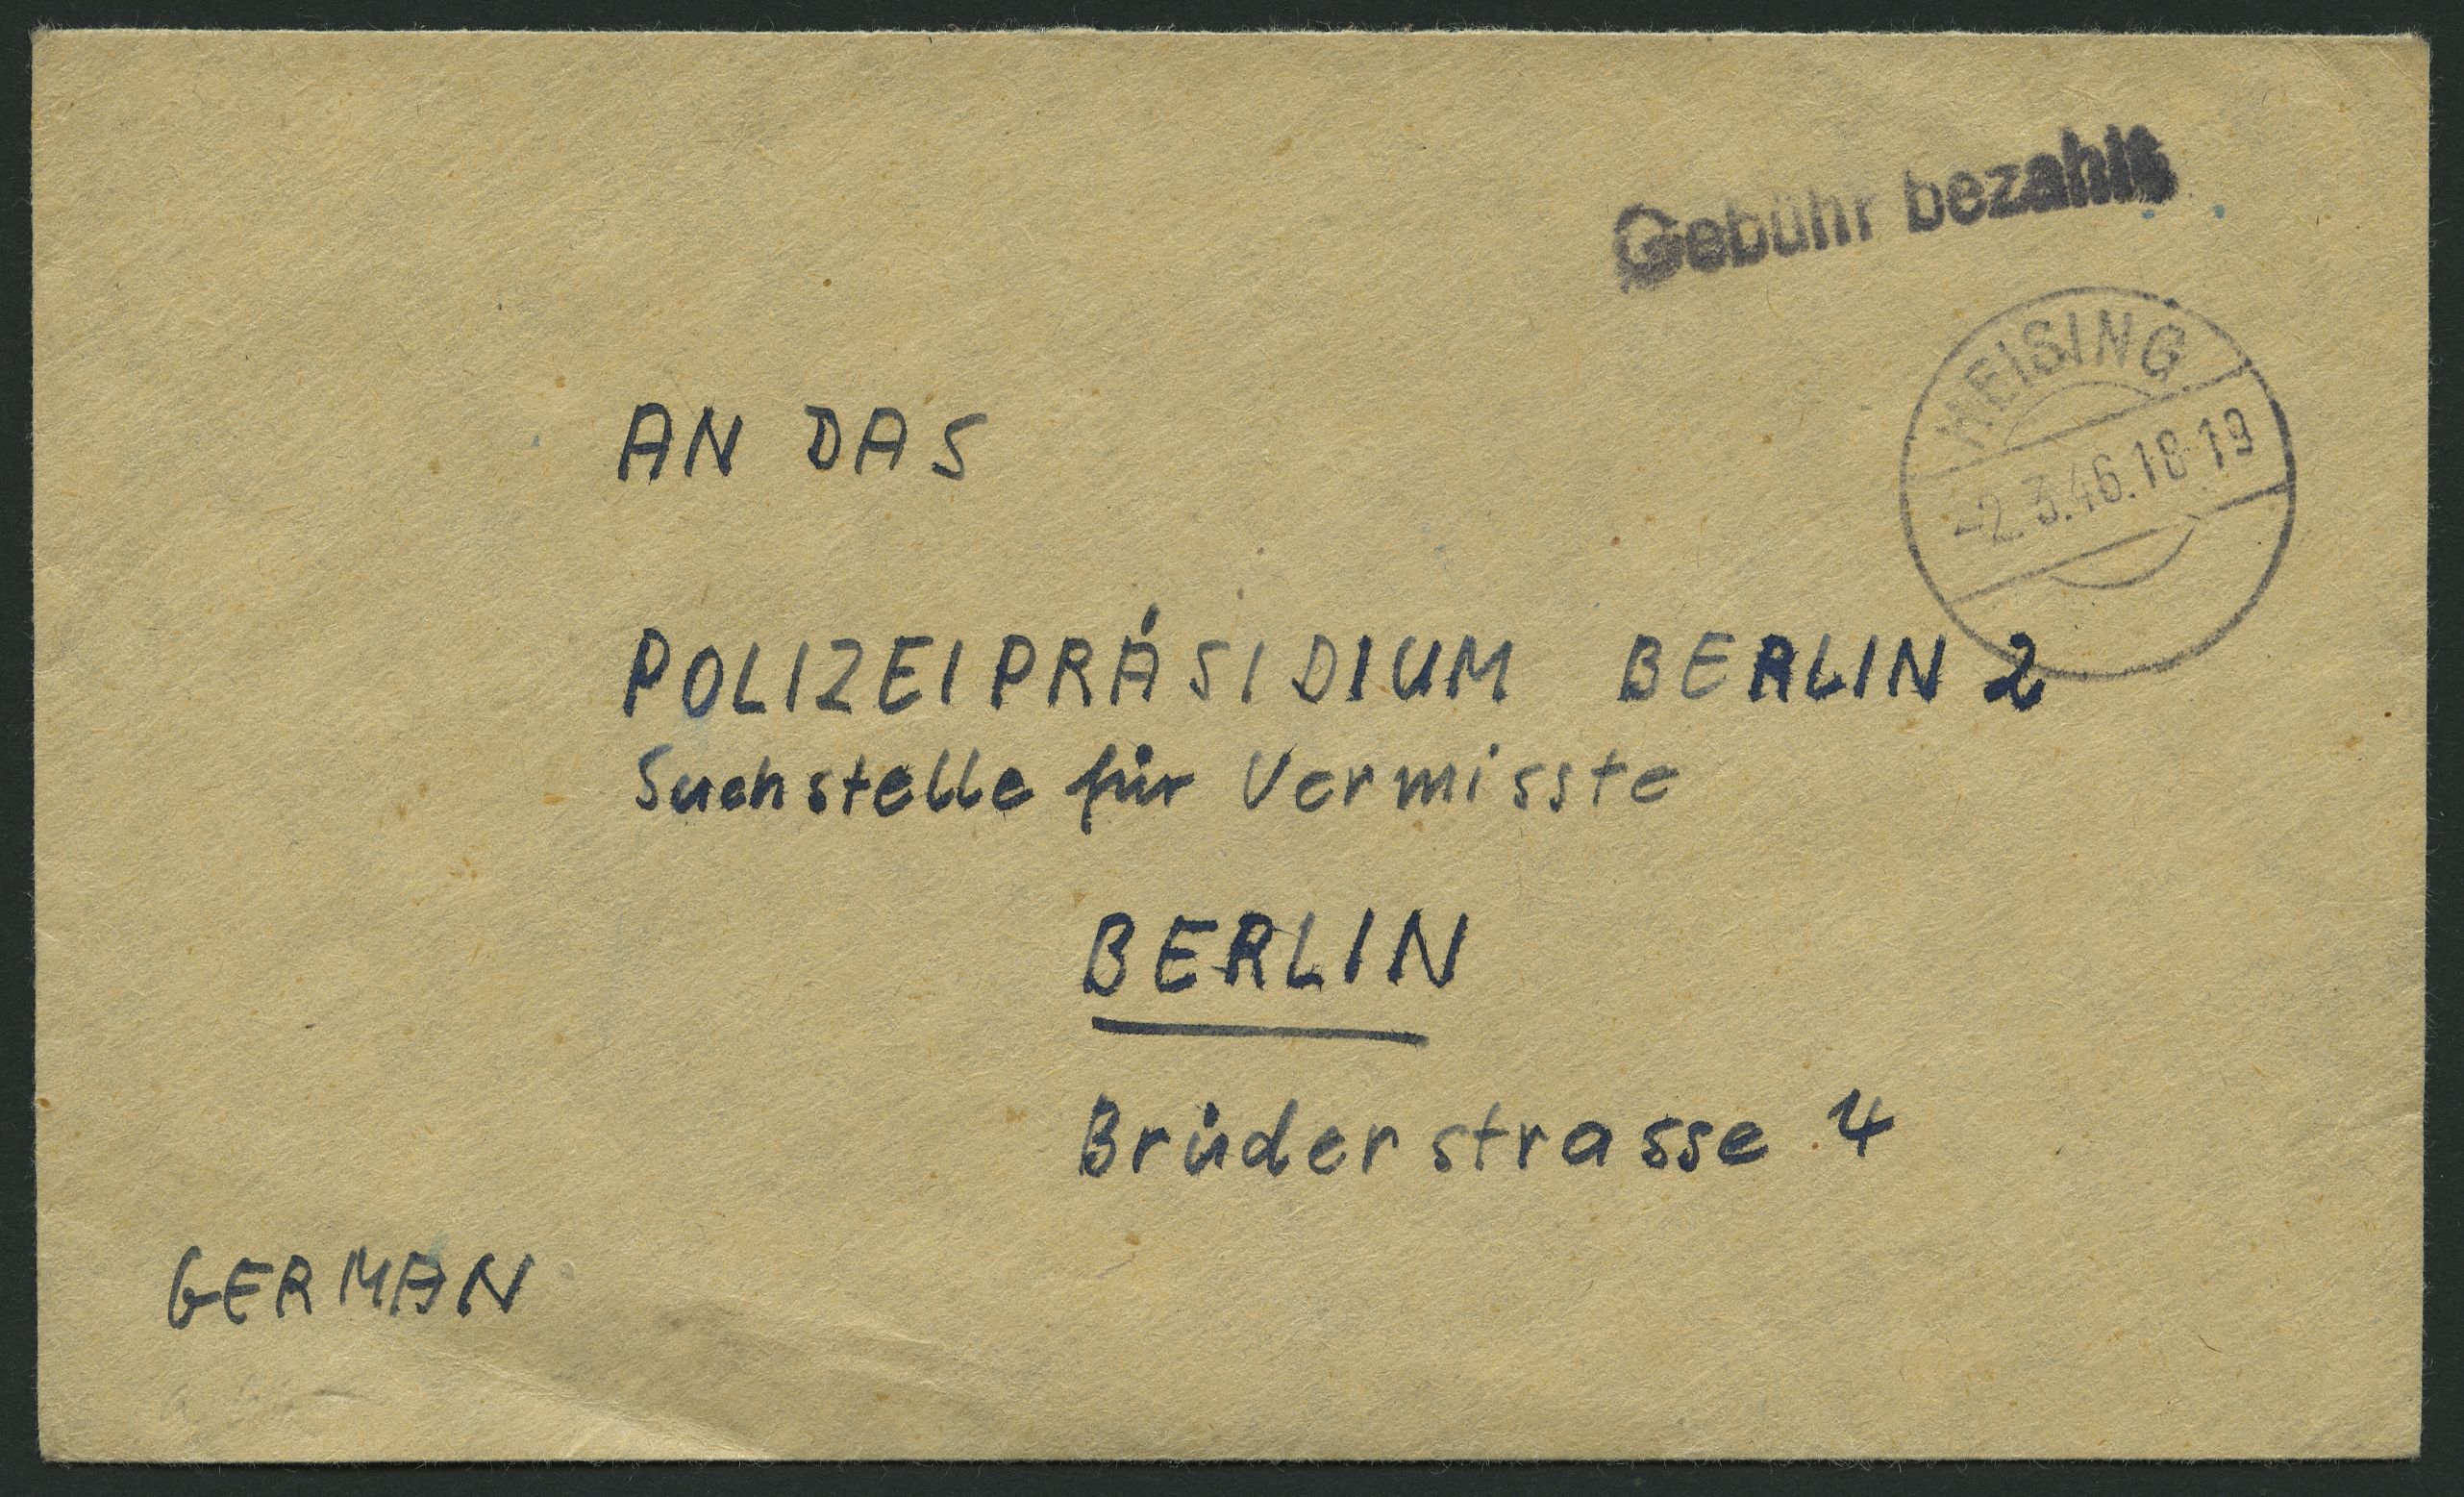 Gebühr bezahlt
HEISING
-2.3.46.18-19
AN DAS
POLIZEIPRÄSIDIUM BERLIN 2
Suchstelle für Vermisste
BERLIN
Brüderstrasse 4
GERMAN